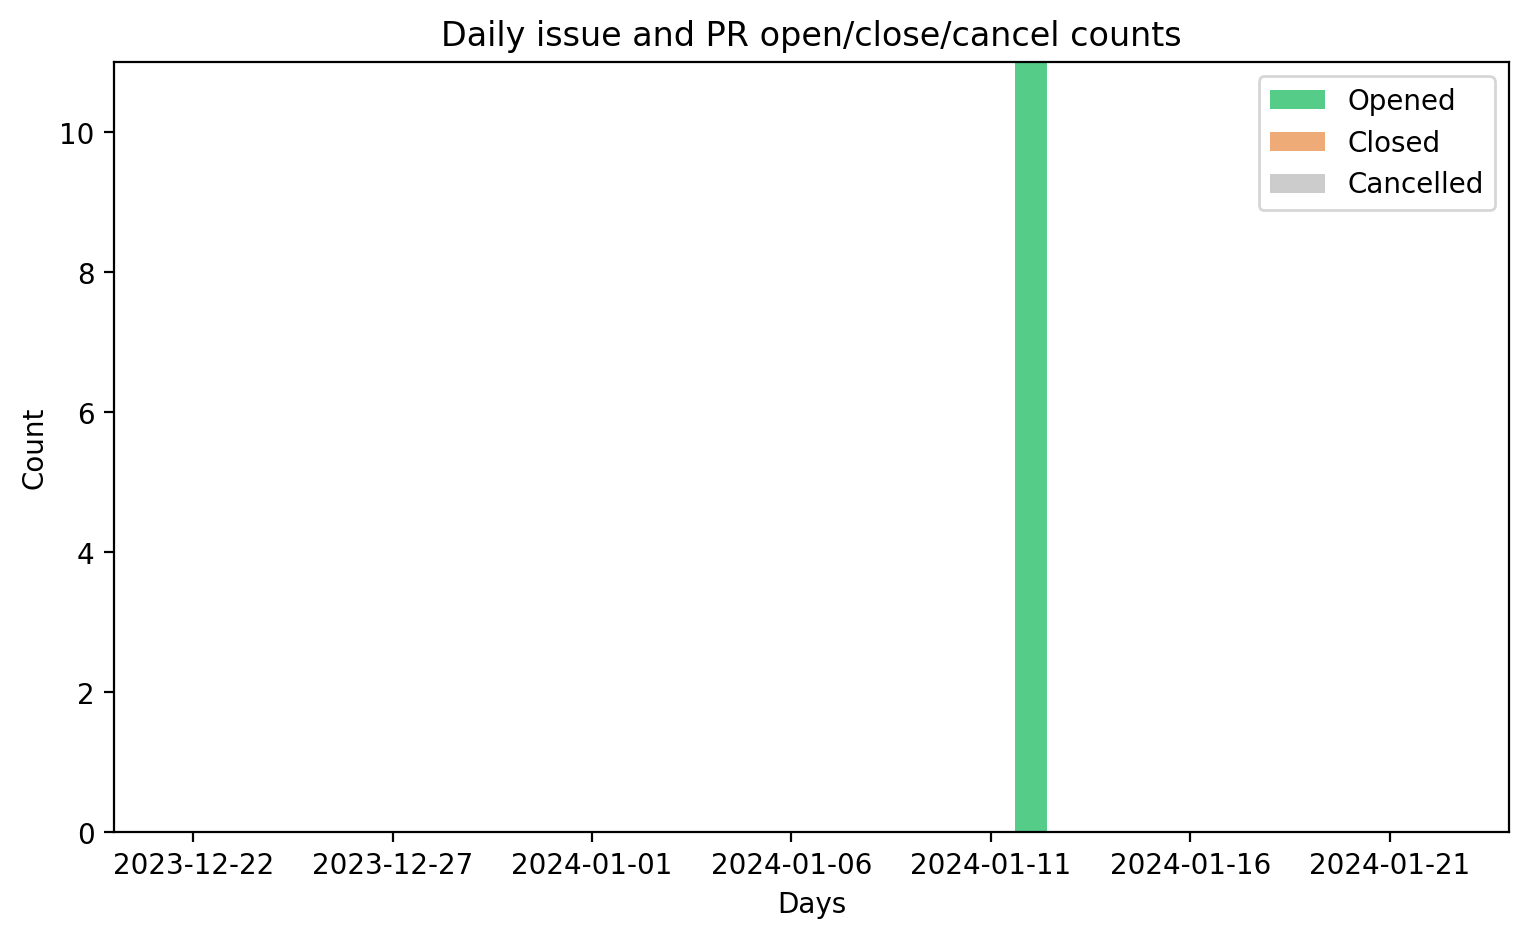 Daily issue and PR open/close/cancel counts
Opened
Closed
Cancelled
10
8
6
4
2
0
Count
2023-12-22
2023-12-27
2024-01-01
2024-01-06
2024-01-11
2024-01-16
2024-01-21
Days